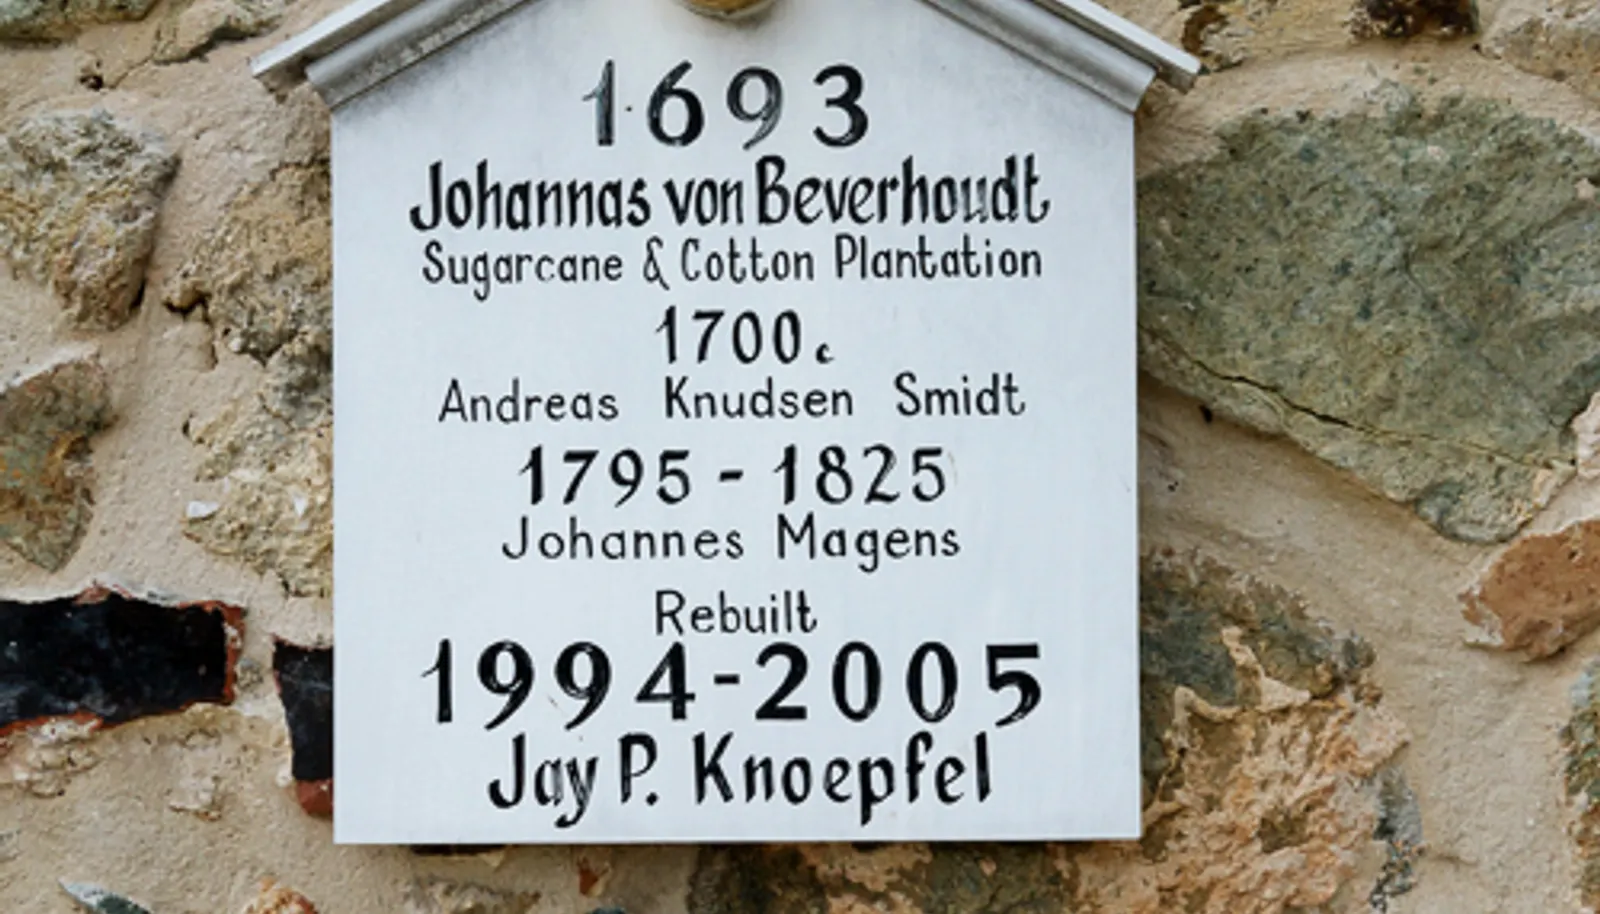 1693
Johannas von Beverhoudt
Sugarcane & Cotton Plantation
1700.c
Andreas Knudsen Smidt
1795 - 1825
Johannes Magens
Rebuilt
1994-2005
Jay P. Knoepfel